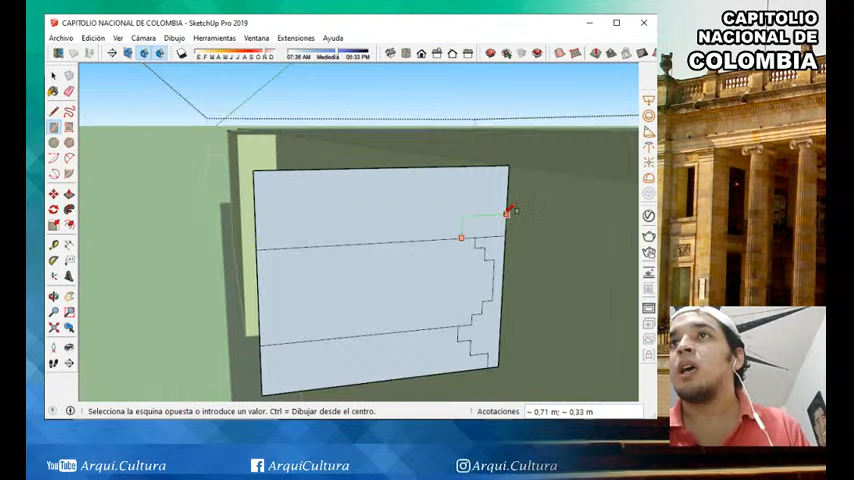 CAPITOLIO NACIONAL DE COLOMBIA - SketchUp Pro 2019
CAPITOLIO
NACIONAL DE
COLOMBIA
Archivo Edición Ver Cámara Dibujo Herramientas Ventana Extensiones Ayuda
E F M A M J J A S O N D 07:36 AM Mediodía 06:33 PM
Selecciona la esquina opuesta o introduce un valor. Ctrl = Dibujar desde el centro. Acotaciones ~ 0,71 m; ~ 0,33 m
YouTube Arqui.Cultura ArquiCultura Arqui.Cultura